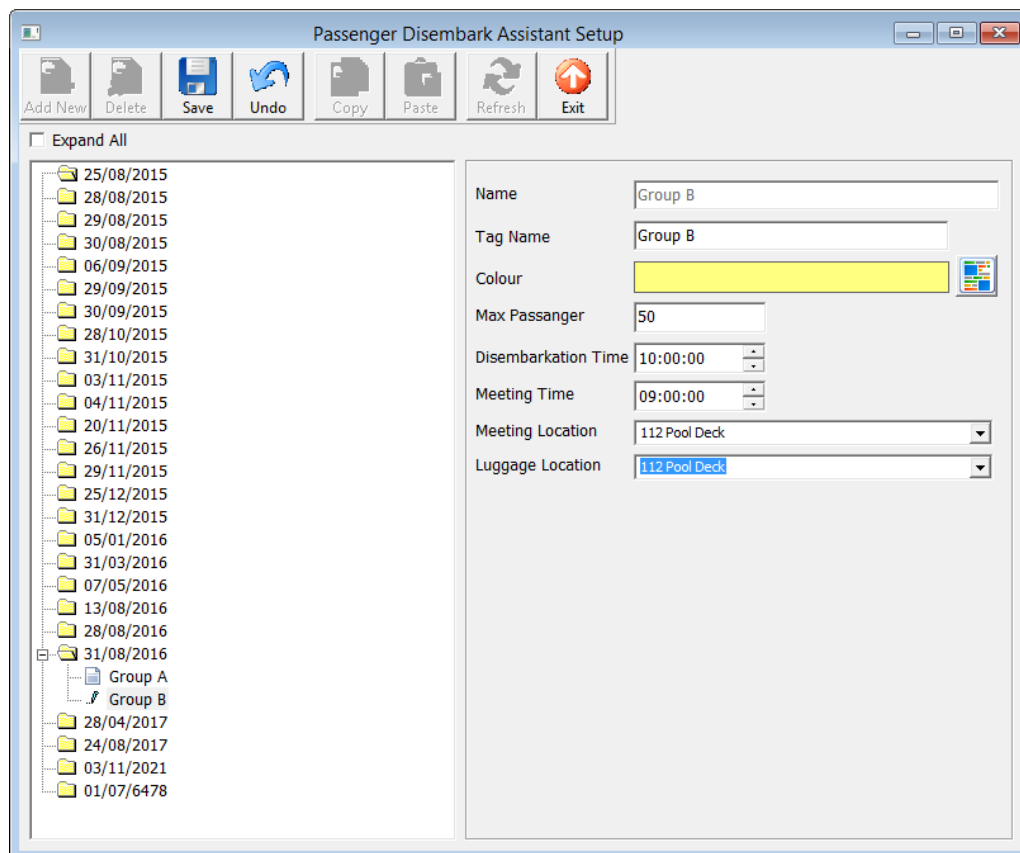 Passenger Disembark Assistant Setup
Add New Delete Save Undo Copy Paste Refresh Exit
Expand All
25/08/2015
28/08/2015
29/08/2015
30/08/2015
06/09/2015
29/09/2015
30/09/2015
28/10/2015
31/10/2015
03/11/2015
04/11/2015
20/11/2015
26/11/2015
29/11/2015
25/12/2015
31/12/2015
05/01/2016
31/03/2016
07/05/2016
13/08/2016
28/08/2016
31/08/2016
Group A
Group B
28/04/2017
24/08/2017
03/11/2021
01/07/6478
Name Group B
Tag Name Group B
Colour
Max Passanger 50
Disembarkation Time 10:00:00
Meeting Time 09:00:00
Meeting Location 112 Pool Deck
Luggage Location 112 Pool Deck